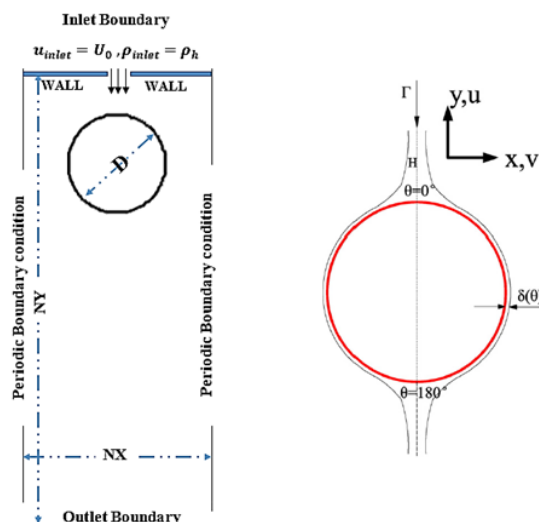 Inlet Boundary
u_inlet = U_0 , ρ_inlet = ρ_h
WALL WALL
D
Periodic Boundary condition
NY
Periodic Boundary condition
NX
Outlet Boundary
Γ
y,u
x,v
H
θ=0°
δ(θ)
θ=180°